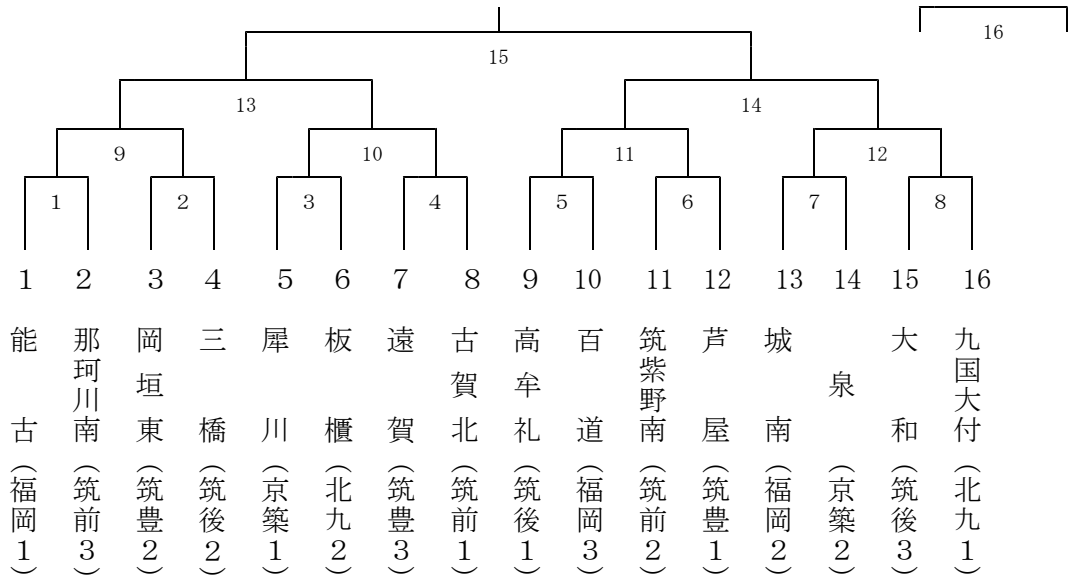 16
15
13 14
9 10 11 12
1 2 3 4 5 6 7 8
1 2 3 4 5 6 7 8 9 10 11 12 13 14 15 16
能古(福岡1)
那珂川南(筑前3)
岡垣東(筑豊2)
三橋(筑後2)
犀川(京築1)
板櫃(北九2)
遠賀(筑豊3)
古賀北(筑前1)
高牟礼(筑後1)
百道(福岡3)
筑紫野南(筑前2)
芦屋(筑豊1)
城南(福岡2)
泉(京築2)
大和(筑後3)
九国大付(北九1)